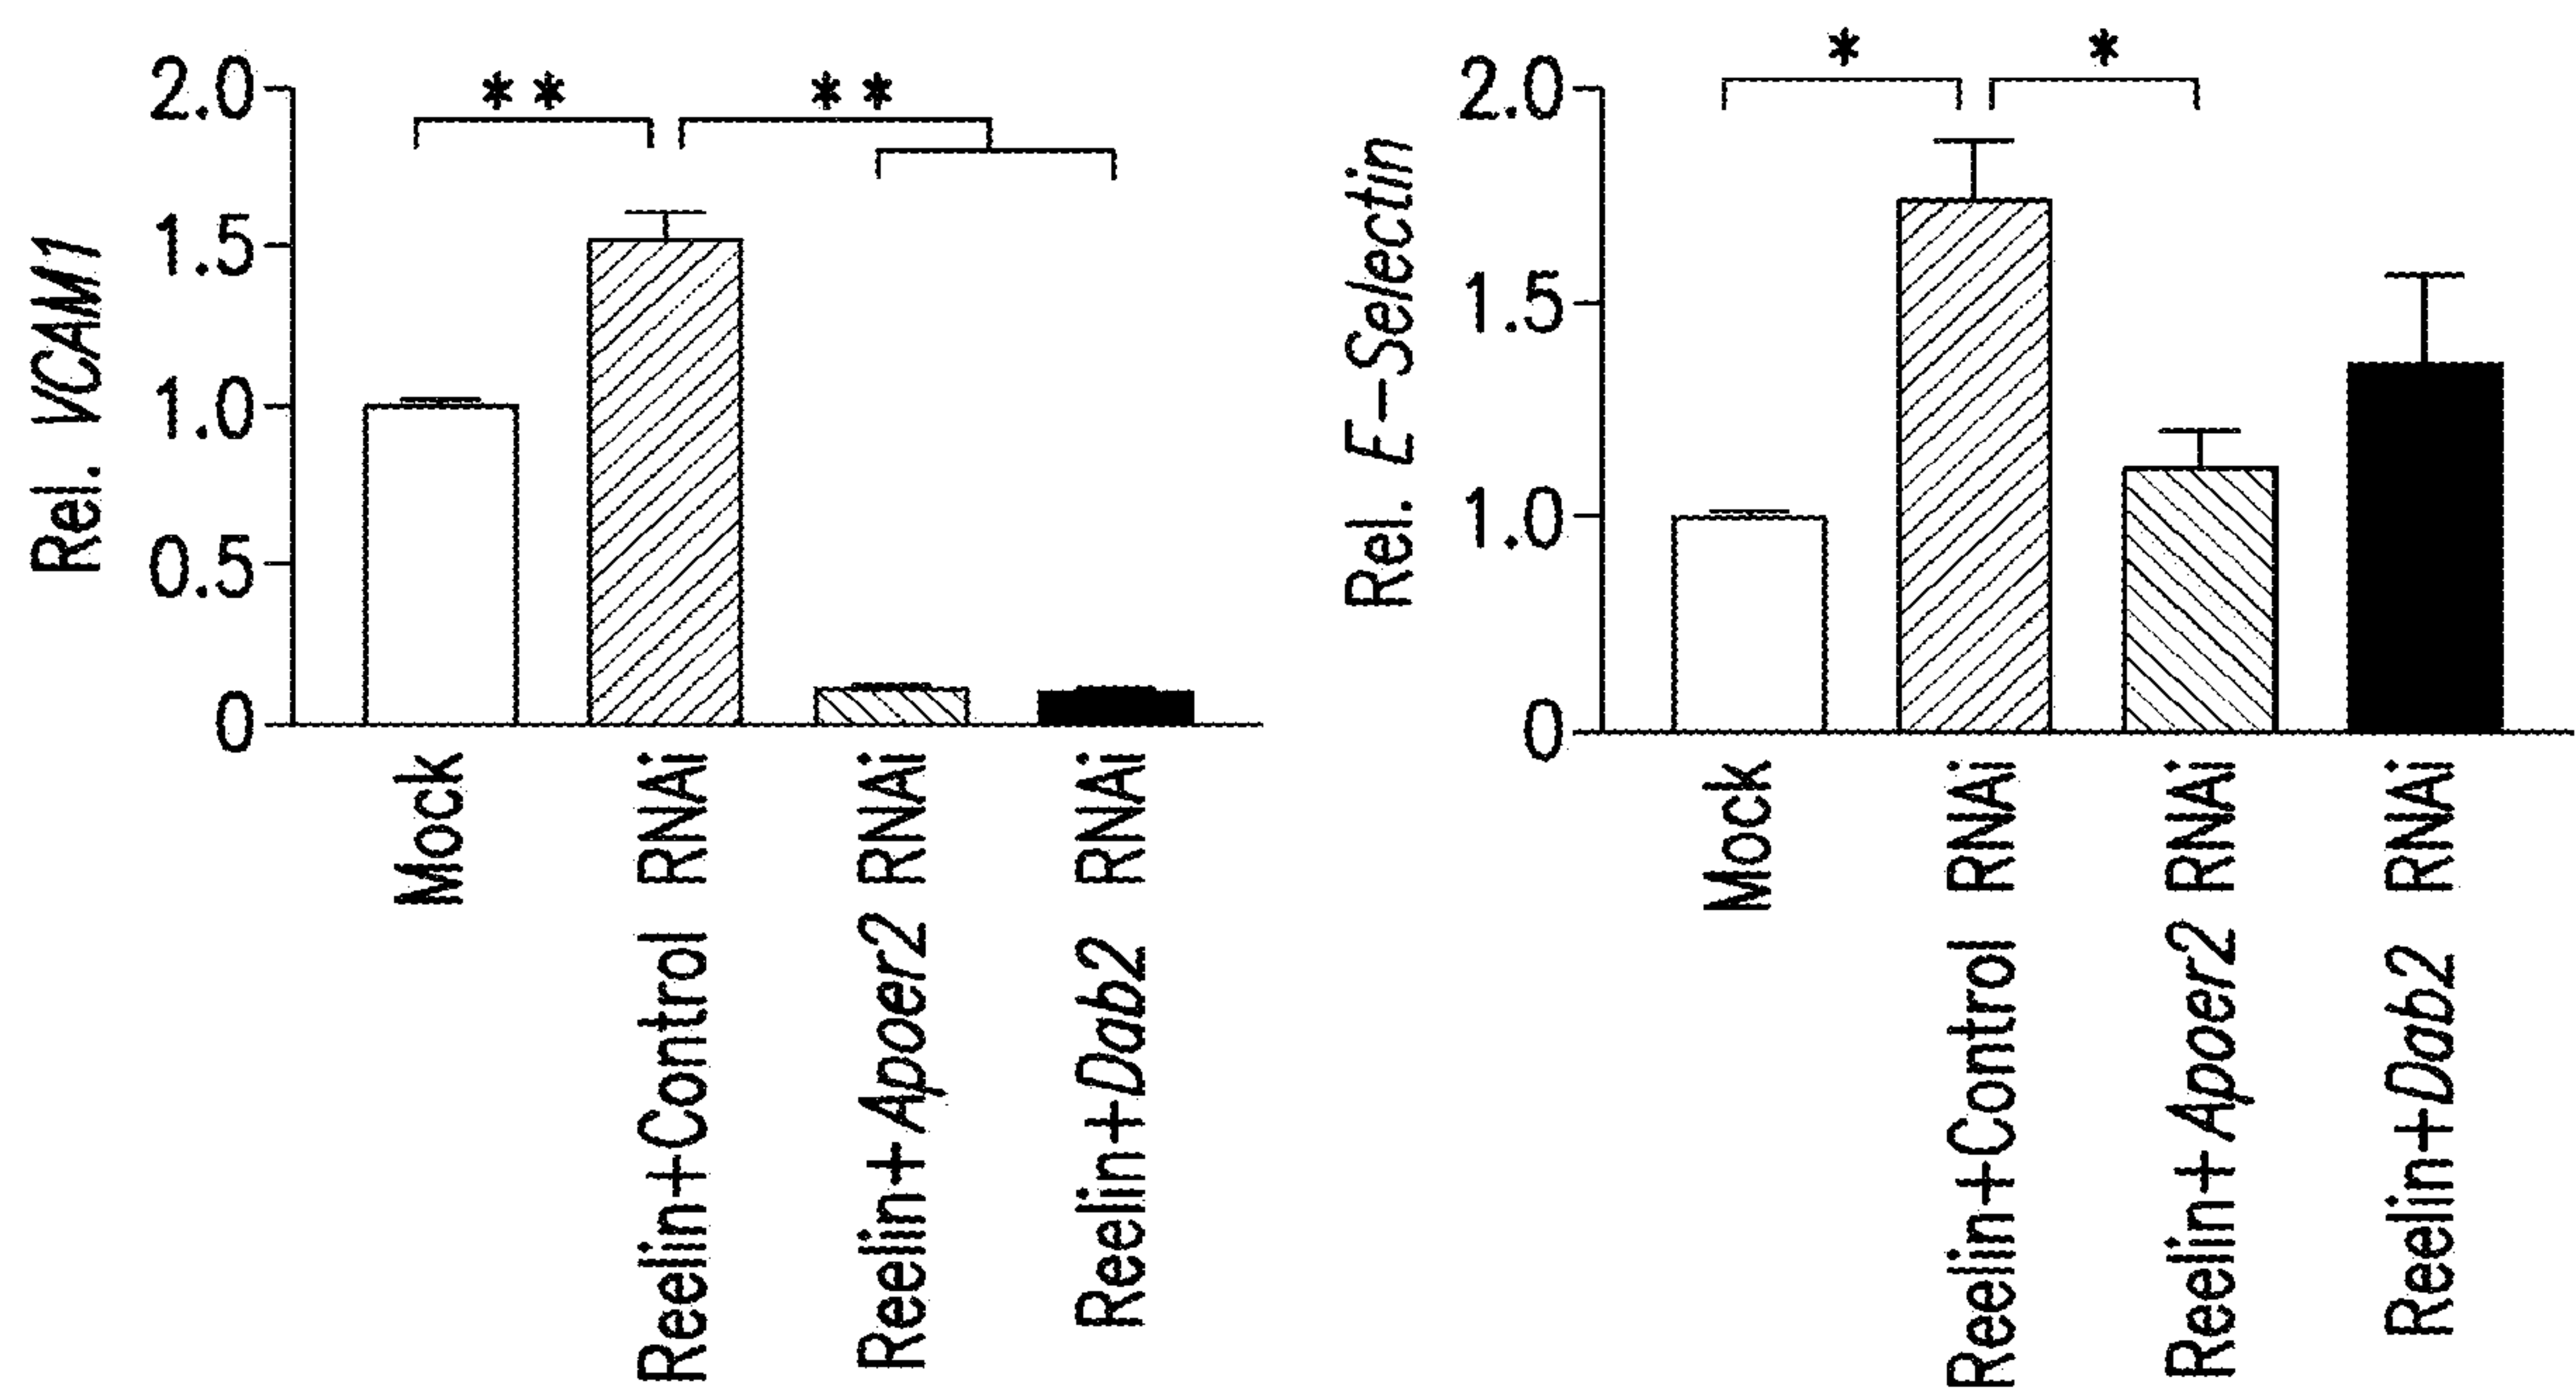 Rel. VCAM1
2.0
1.5
1.0
0.5
0
**
**
Mock
Reelin+Control RNAi
Reelin+Apoer2 RNAi
Reelin+Dab2 RNAi
Rel. E-Selectin
2.0
1.5
1.0
0
*
*
Mock
Reelin+Control RNAi
Reelin+Apoer2 RNAi
Reelin+Dab2 RNAi